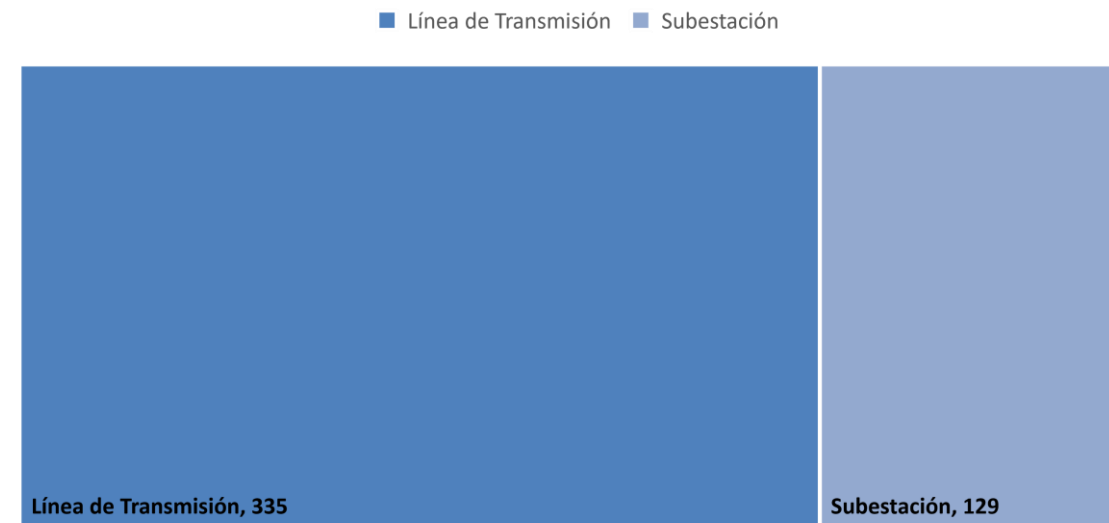 Línea de Transmisión Subestación
Línea de Transmisión, 335 Subestación, 129